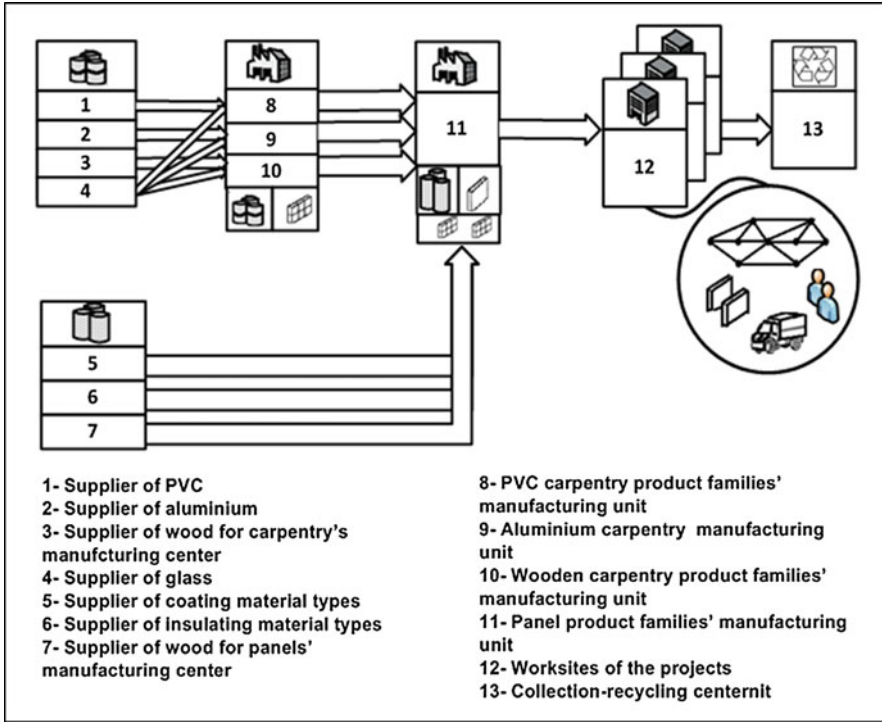 1
2
3
4
8
9
10
11
12
13
5
6
7
1- Supplier of PVC
2- Supplier of aluminium
3- Supplier of wood for carpentry's
manufcturing center
4- Supplier of glass
5- Supplier of coating material types
6- Supplier of insulating material types
7- Supplier of wood for panels'
manufacturing center
8- PVC carpentry product families'
manufacturing unit
9- Aluminium carpentry manufacturing
unit
10- Wooden carpentry product families'
manufacturing unit
11- Panel product families' manufacturing
unit
12- Worksites of the projects
13- Collection-recycling centernit